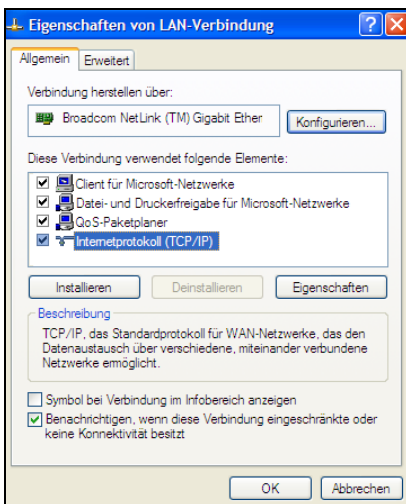 Eigenschaften von LAN-Verbindung
Allgemein
Erweitert
Verbindung herstellen über:
Broadcom NetLink (TM) Gigabit Ether
Konfigurieren...
Diese Verbindung verwendet folgende Elemente:
Client für Microsoft-Netzwerke
Datei- und Druckerfreigabe für Microsoft-Netzwerke
QoS-Paketplaner
Internetprotokoll (TCP/IP)
Installieren
Deinstallieren
Eigenschaften
Beschreibung
TCP/IP, das Standardprotokoll für WAN-Netzwerke, das den
Datenaustausch über verschiedene, miteinander verbundene
Netzwerke ermöglicht.
Symbol bei Verbindung im Infobereich anzeigen
Benachrichtigen, wenn diese Verbindung eingeschränkte oder
keine Konnektivität besitzt
OK
Abbrechen